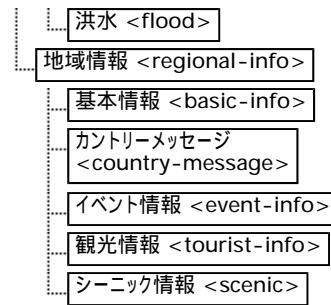 洪水 <flood>
地域情報 <regional-info>
基本情報 <basic-info>
カントリーメッセージ
<country-message>
イベント情報 <event-info>
観光情報 <tourist-info>
シーニック情報 <scenic>